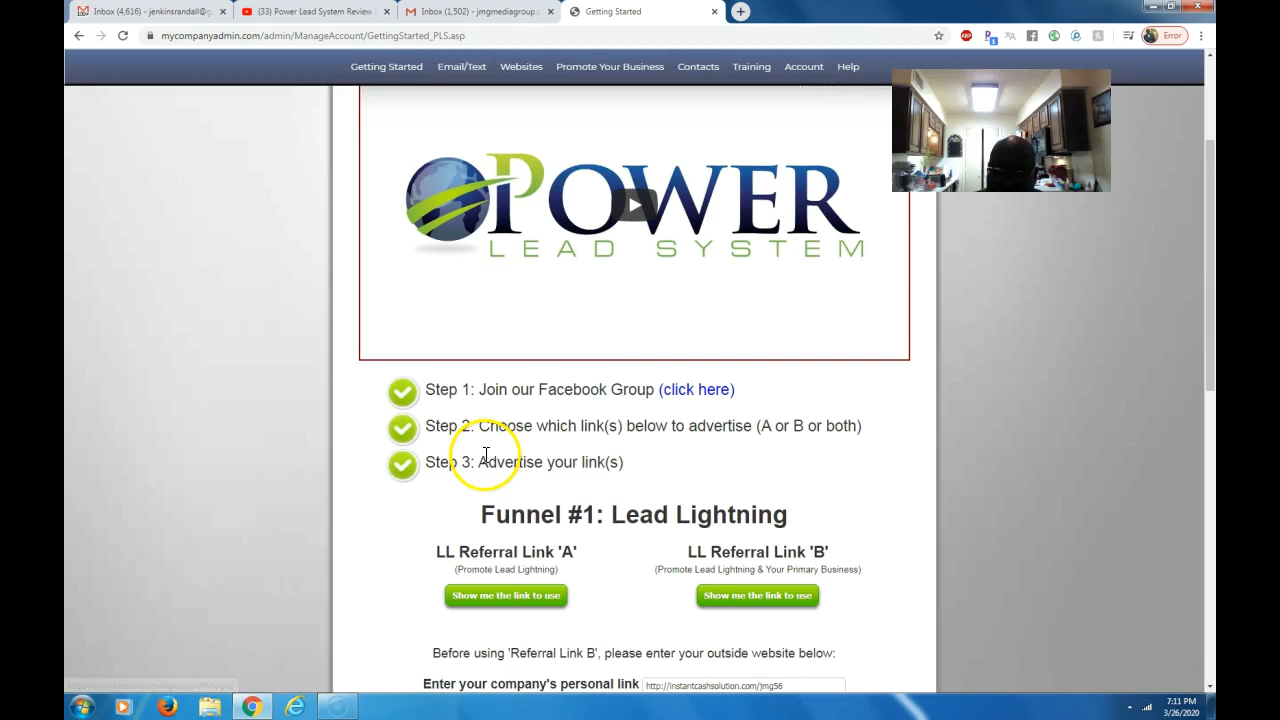 Inbox (4,616) - jenkinsrandall@g
(33) Power Lead System Review 2
Inbox (1,502) - jmgmediagroup.c
Getting Started
mycompanyadmin.com/admin/ManageAccount/GettingStarted_PLS.asp
Error
Getting Started Email/Text Websites Promote Your Business Contacts Training Account Help
POWER
LEAD SYSTEM
Step 1: Join our Facebook Group (click here)
Step 2: Choose which link(s) below to advertise (A or B or both)
Step 3: Advertise your link(s)
Funnel #1: Lead Lightning
LL Referral Link 'A' LL Referral Link 'B'
(Promote Lead Lightning) (Promote Lead Lightning & Your Primary Business)
Show me the link to use Show me the link to use
Before using 'Referral Link B', please enter your outside website below:
Enter your company's personal link http://instantcashsolution.com/jmg56
7:11 PM
3/26/2020